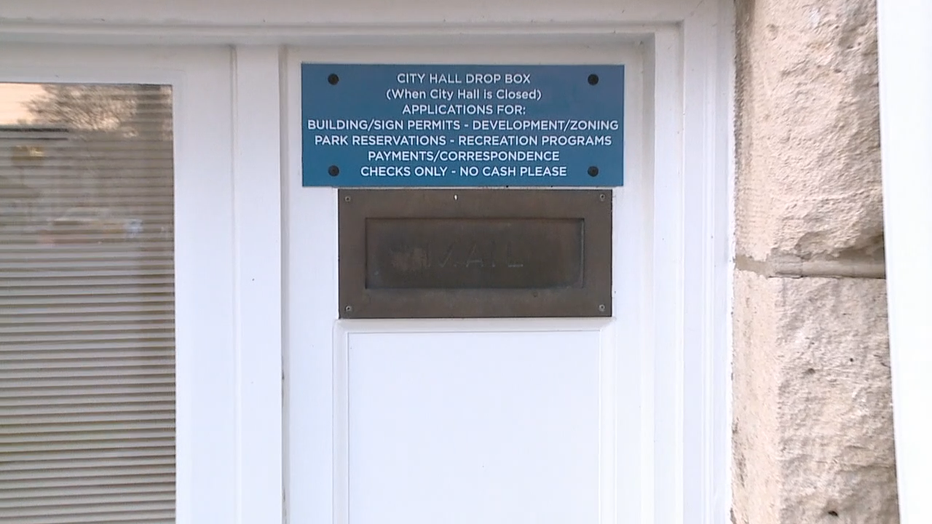 CITY HALL DROP BOX
(When City Hall is Closed)
APPLICATIONS FOR:
BUILDING/SIGN PERMITS - DEVELOPMENT/ZONING
PARK RESERVATIONS - RECREATION PROGRAMS
PAYMENTS/CORRESPONDENCE
CHECKS ONLY - NO CASH PLEASE
MAIL